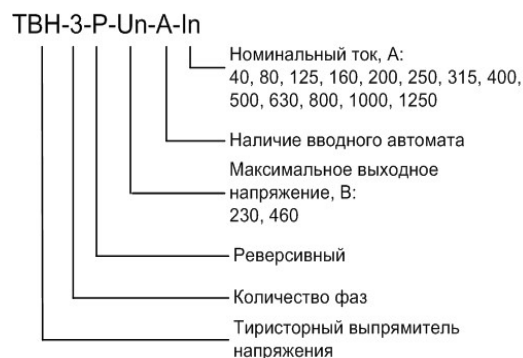 ТВН-3-Р-Un-А-In
Номинальный ток, А:
40, 80, 125, 160, 200, 250, 315, 400,
500, 630, 800, 1000, 1250
Наличие вводного автомата
Максимальное выходное
напряжение, В:
230, 460
Реверсивный
Количество фаз
Тиристорный выпрямитель
напряжения